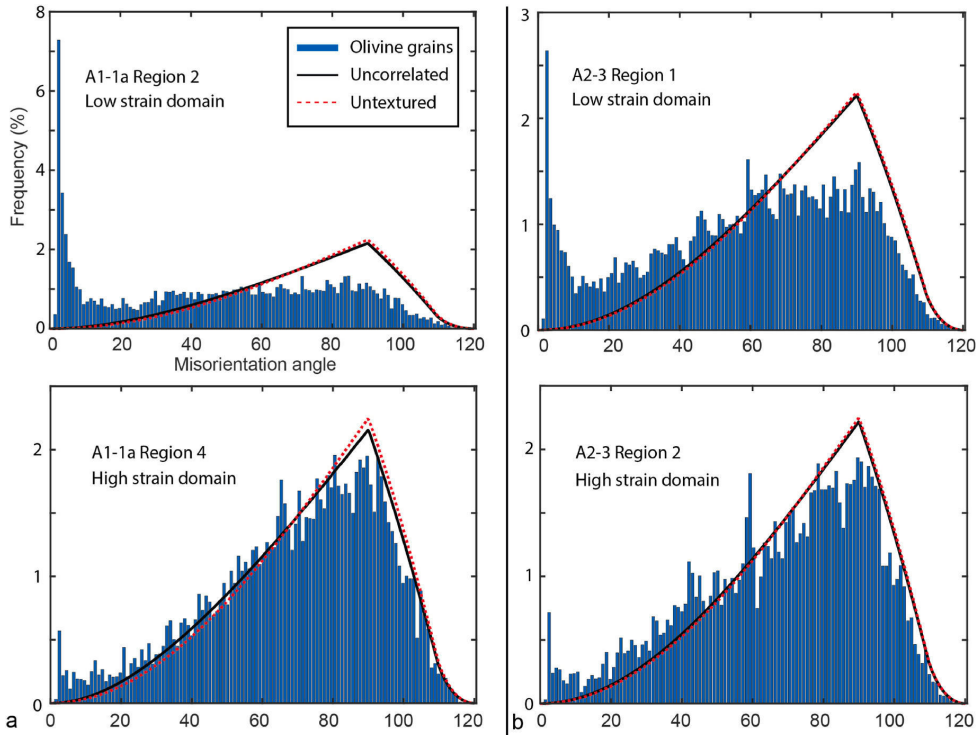 8
6
4
2
0
Frequency (%)
A1-1a Region 2
Low strain domain
Olivine grains
Uncorrelated
Untextured
0 20 40 60 80 100 120
Misorientation angle
3
2
1
0
A2-3 Region 1
Low strain domain
0 20 40 60 80 100 120
2
1
0
A1-1a Region 4
High strain domain
0 20 40 60 80 100 120
a
2
1
0
A2-3 Region 2
High strain domain
0 20 40 60 80 100 120
b